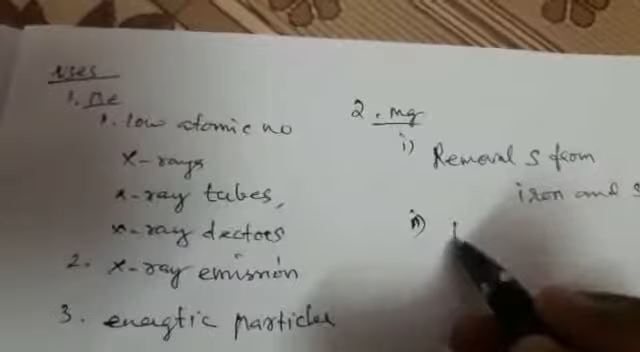 uses
1. Be
1. low atomic no
x-rays
x-ray tubes,
x-ray dectors
2. x-ray emission
3. enegtic particles
2. mg
i) Removal S from
iron and S
ii)